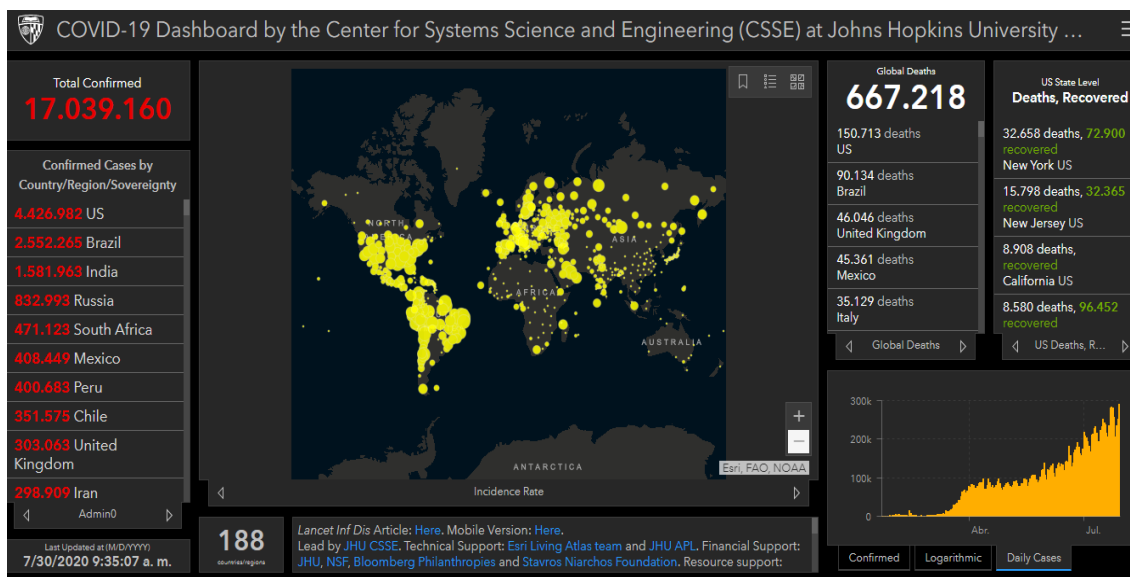 COVID-19 Dashboard by the Center for Systems Science and Engineering (CSSE) at Johns Hopkins University ...
Total Confirmed
17.039.160
Confirmed Cases by
Country/Region/Sovereignty
4.426.982 US
2.552.265 Brazil
1.581.963 India
832.993 Russia
471.123 South Africa
408.449 Mexico
400.683 Peru
351.575 Chile
303.063 United
Kingdom
298.909 Iran
Admin0
Last Updated at (M/D/YYYY)
7/30/2020 9:35:07 a. m.
NORTH
ASIA
AFRICA
AUSTRALIA
ANTARCTICA
Esri, FAO, NOAA
Incidence Rate
188
countries/regions
Lancet Inf Dis Article: Here. Mobile Version: Here.
Lead by JHU CSSE. Technical Support: Esri Living Atlas team and JHU APL. Financial Support:
JHU, NSF, Bloomberg Philanthropies and Stavros Niarchos Foundation. Resource support:
Global Deaths
667.218
150.713 deaths
US
90.134 deaths
Brazil
46.046 deaths
United Kingdom
45.361 deaths
Mexico
35.129 deaths
Italy
Global Deaths
US State Level
Deaths, Recovered
32.658 deaths, 72.900
recovered
New York US
15.798 deaths, 32.365
recovered
New Jersey US
8.908 deaths,
recovered
California US
8.580 deaths, 96.452
recovered
US Deaths, R...
300k
200k
100k
0
Abr.
Jul.
Confirmed
Logarithmic
Daily Cases